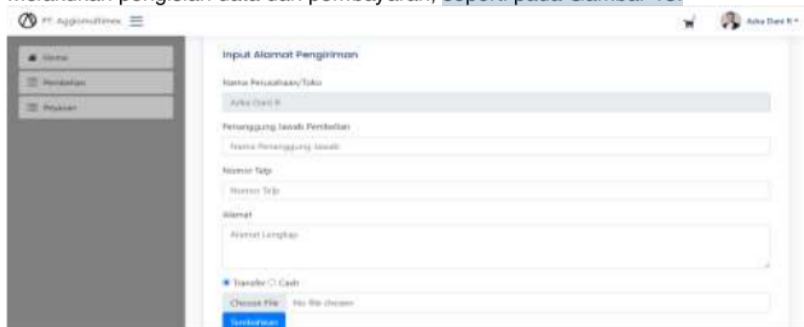 melakukan pengisian data dan pembayaran, seperti pada Gambar
PT. Aggiomultimex
Azka Dani R
Home
Pembelian
Pesanan
Input Alamat Pengiriman
Nama Perusahaan/Toko
Azka Dani R
Penanggung Jawab Pembelian
Nama Penanggung Jawab
Nomor Telp
Nomor Telp
Alamat
Alamat Lengkap
Transfer Cash
Choose File No file chosen
Tambahkan